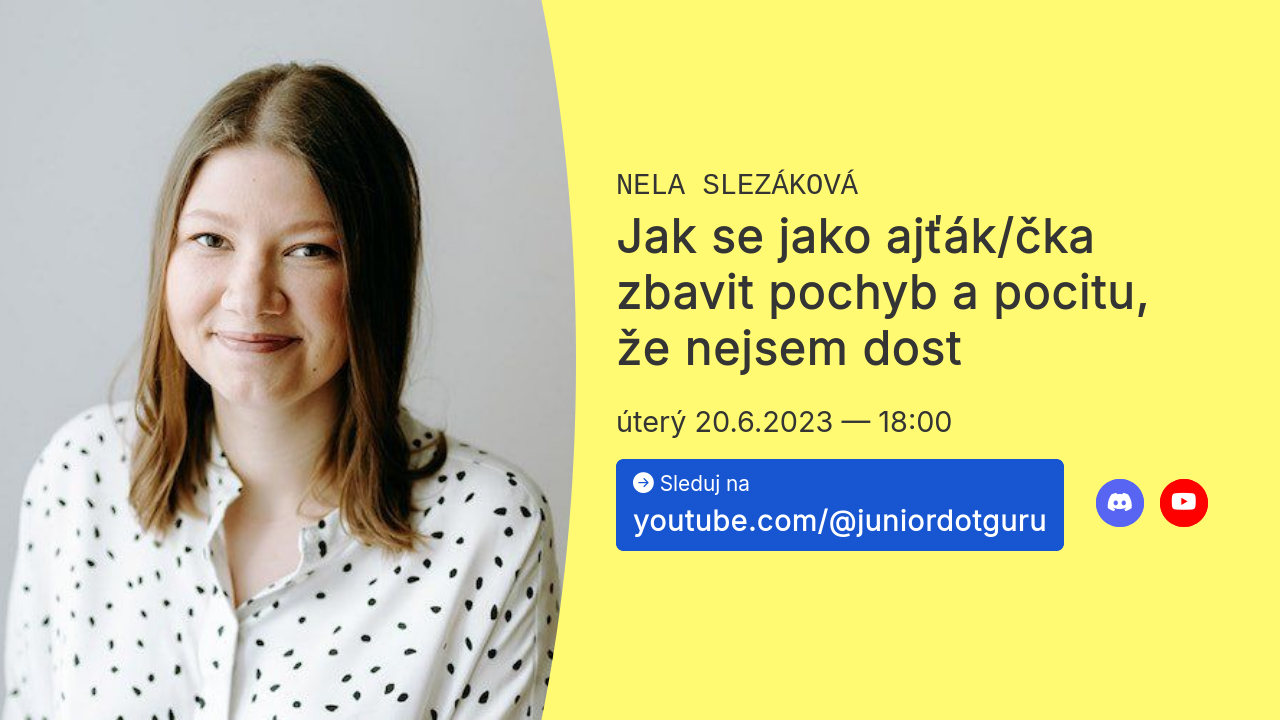 NELA SLEZÁKOVÁ
Jak se jako ajťák/čka
zbavit pochyb a pocitu,
že nejsem dost
úterý 20.6.2023 — 18:00
Sleduj na
youtube.com/@juniordotguru